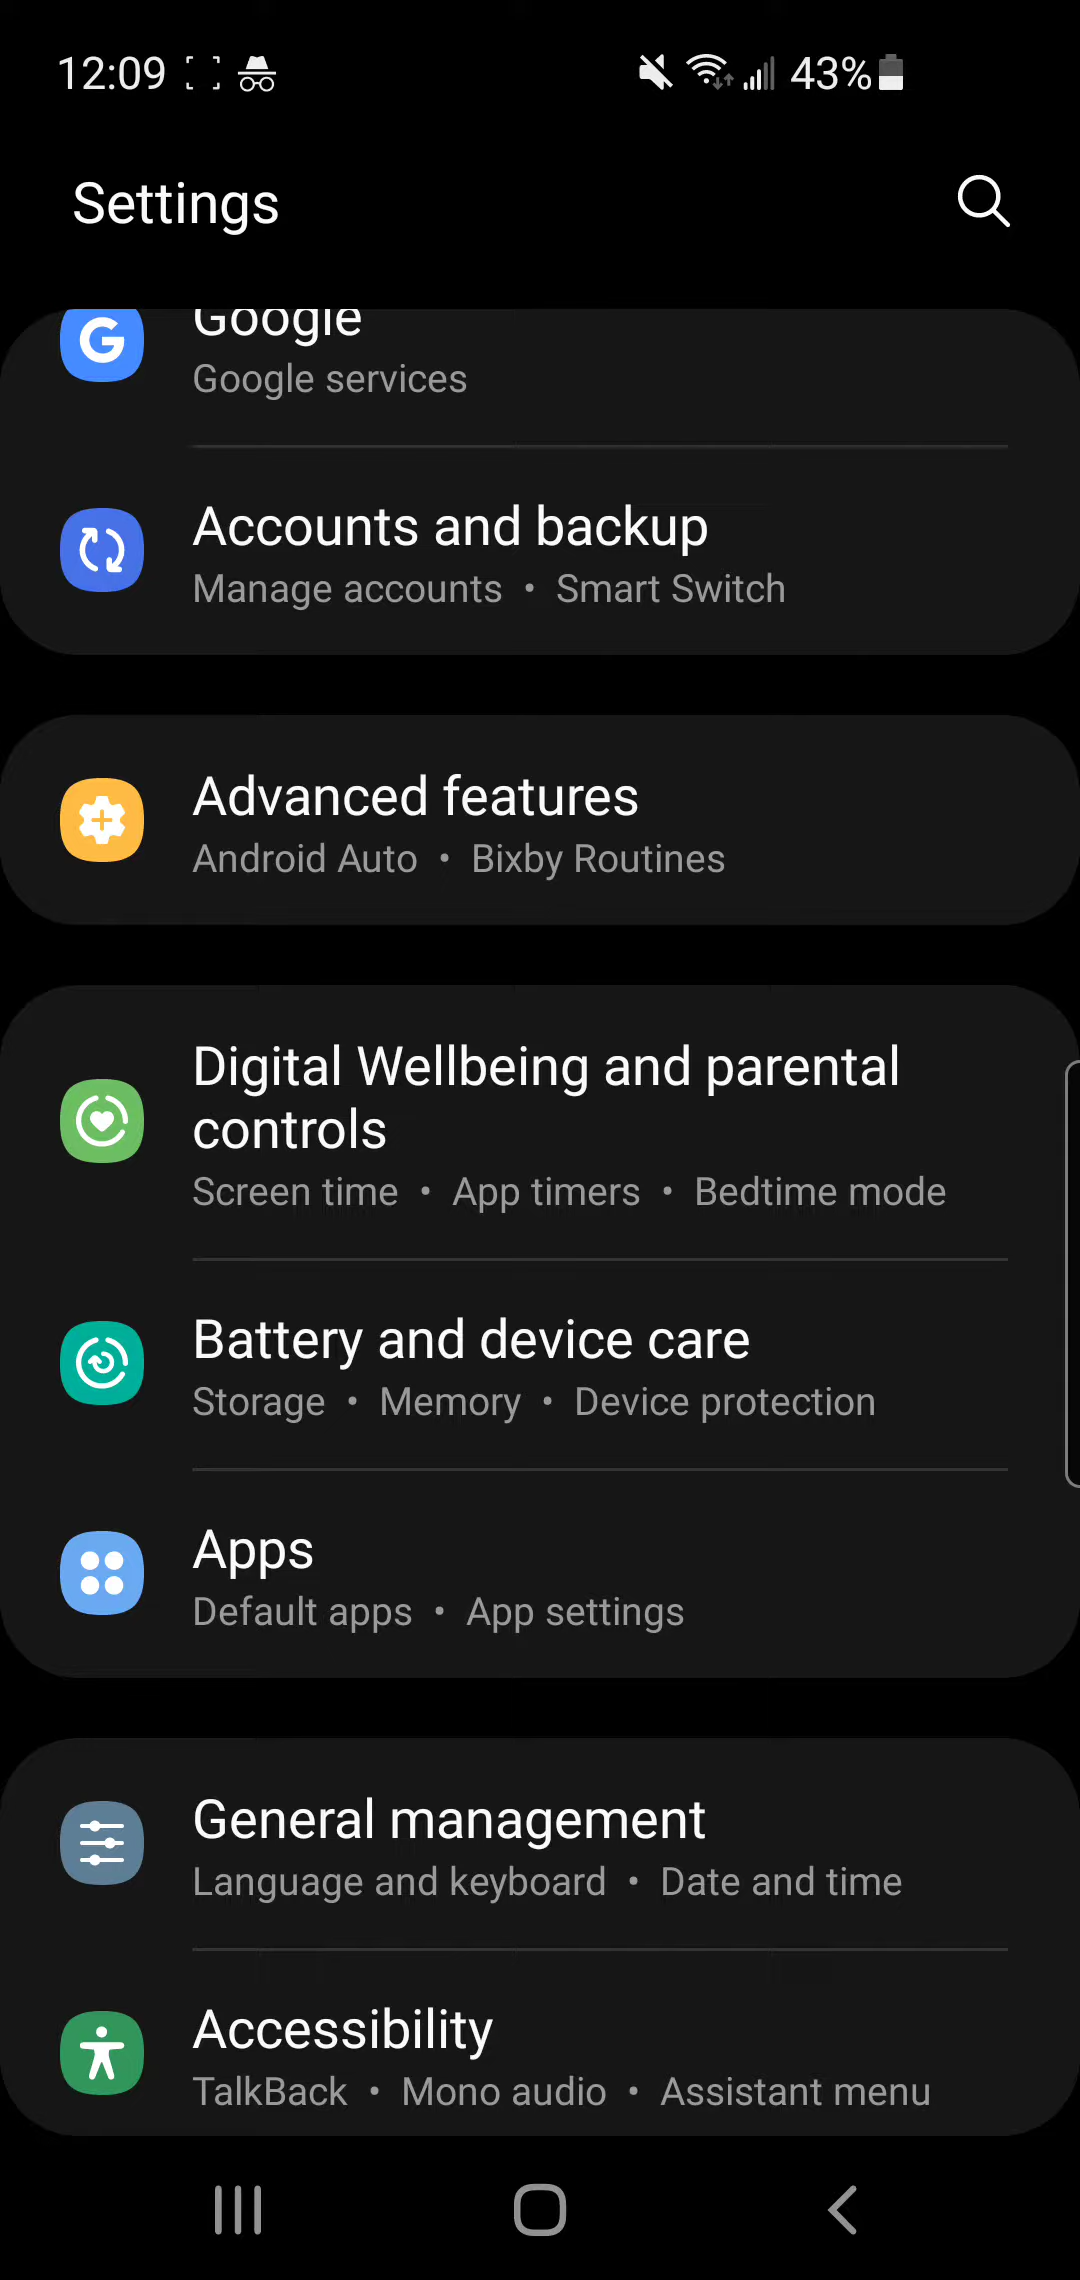 12:09 43%
Settings
Google
Google services
Accounts and backup
Manage accounts • Smart Switch
Advanced features
Android Auto • Bixby Routines
Digital Wellbeing and parental
controls
Screen time • App timers • Bedtime mode
Battery and device care
Storage • Memory • Device protection
Apps
Default apps • App settings
General management
Language and keyboard • Date and time
Accessibility
TalkBack • Mono audio • Assistant menu